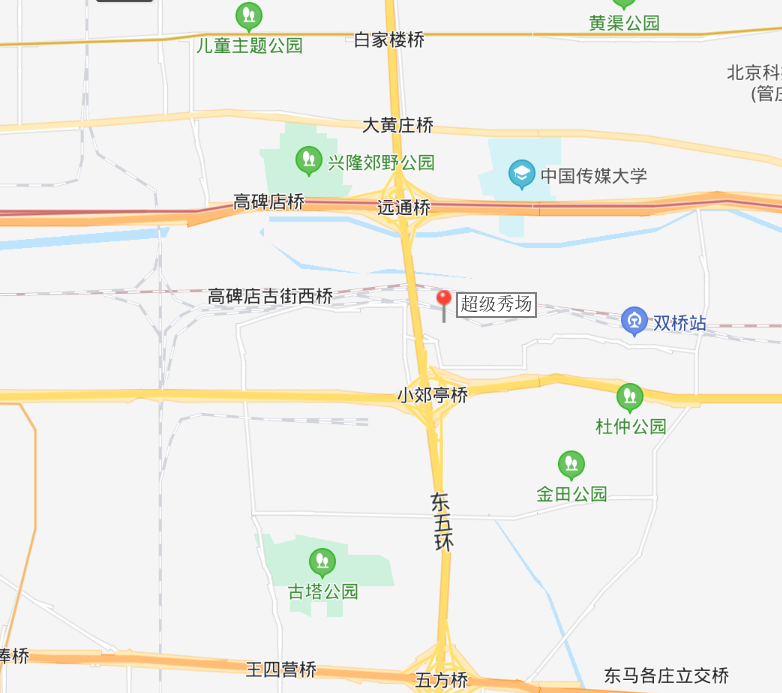 黄渠公园
儿童主题公园
白家楼桥
北京科
(管庄
大黄庄桥
兴隆郊野公园
中国传媒大学
高碑店桥
远通桥
高碑店古街西桥
超级秀场
双桥站
小郊亭桥
杜仲公园
金田公园
东五环
古塔公园
王四营桥
五方桥
东马各庄立交桥